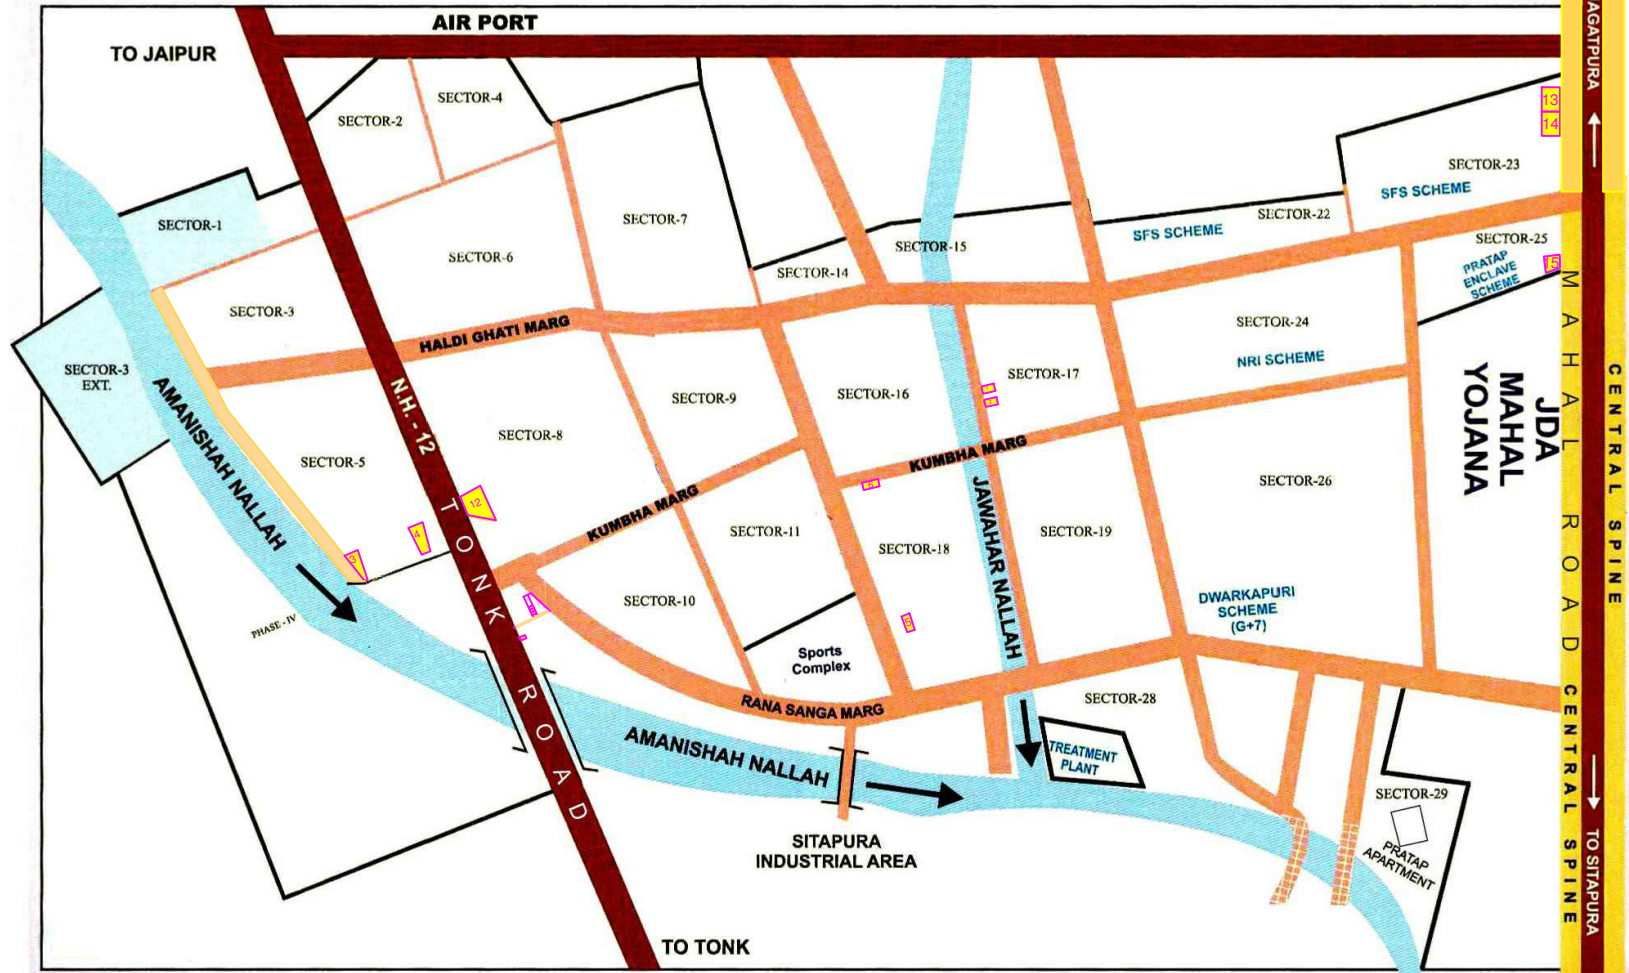 AIR PORT
TO JAIPUR
AGATPURA
SECTOR-4
SECTOR-2
13
14
SECTOR-23
SFS SCHEME
SECTOR-1
SECTOR-7
SECTOR-22
SFS SCHEME
SECTOR-15
SECTOR-25
PRATAP
ENCLAVE
SCHEME
15
SECTOR-6
SECTOR-14
SECTOR-3
HALDI GHATI MARG
SECTOR-24
NRI SCHEME
SECTOR-3
EXT.
SECTOR-17
SECTOR-16
SECTOR-9
JDA
MAHAL
YOJANA
MAHAL ROAD
CENTRAL SPINE
AMANISHAH NALLAH
N.H. - 12
SECTOR-8
SECTOR-5
KUMBHA MARG
KUMBHA MARG
SECTOR-26
12
4
3
TONK ROAD
SECTOR-11
SECTOR-18
SECTOR-19
JAWAHAR NALLAH
SECTOR-10
DWARKAPURI
SCHEME
(G+7)
PHASE - IV
Sports
Complex
RANA SANGA MARG
SECTOR-28
TREATMENT
PLANT
AMANISHAH NALLAH
CENTRAL SPINE
SECTOR-29
PRATAP
APARTMENT
SITAPURA
INDUSTRIAL AREA
TO SITAPURA
TO TONK